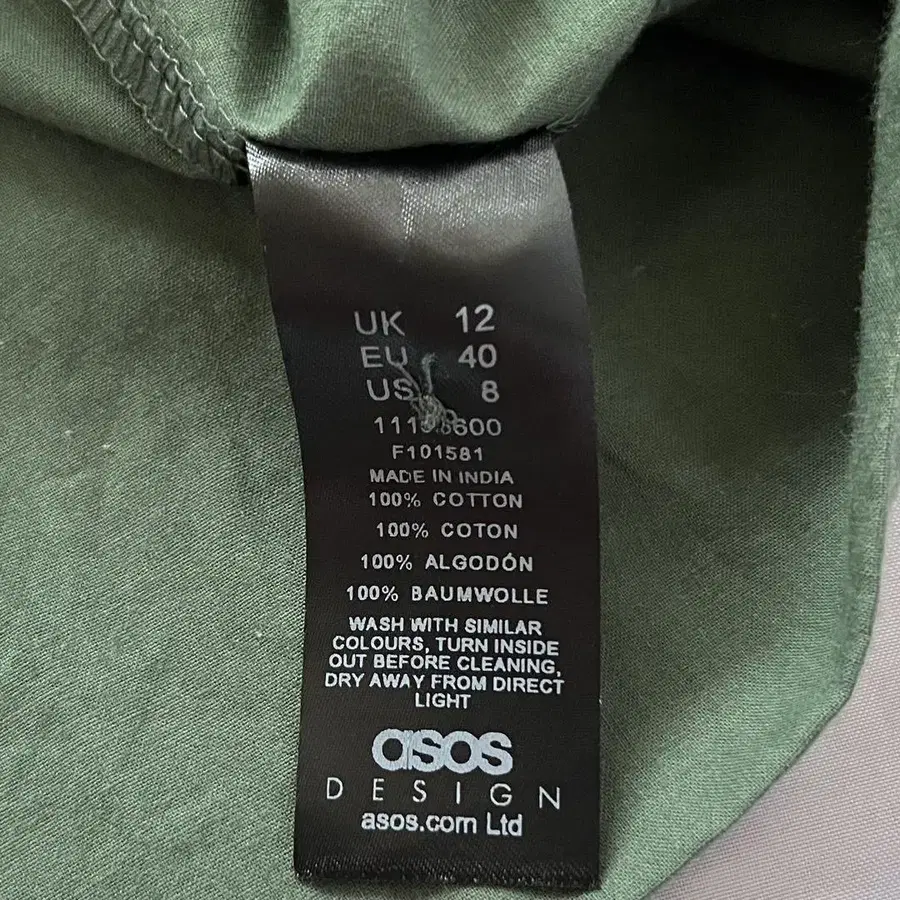 UK 12
EU 40
US 8
F101581
MADE IN INDIA
100% COTTON
100% COTON
100% ALGODÓN
100% BAUMWOLLE
WASH WITH SIMILAR
COLOURS, TURN INSIDE
OUT BEFORE CLEANING,
DRY AWAY FROM DIRECT
LIGHT
asos
DESIGN
asos.com Ltd